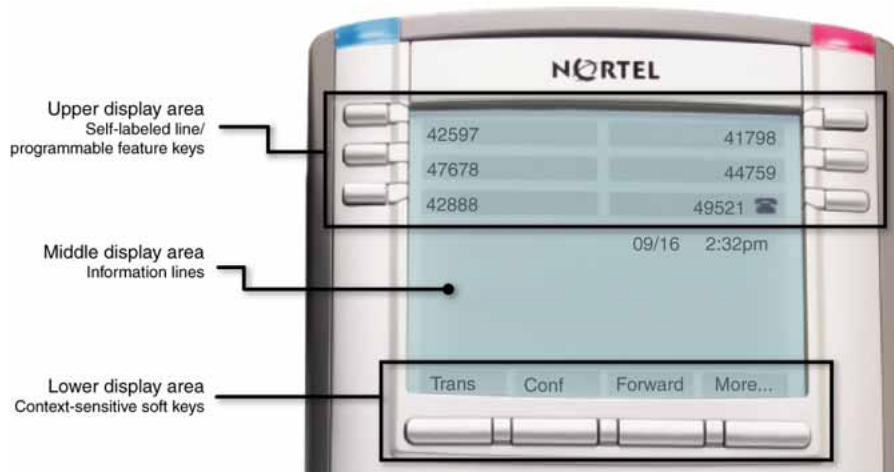 NORTEL
Upper display area
Self-labeled line/
programmable feature keys
42597 41798
47678 44759
42888 49521
09/16 2:32pm
Middle display area
Information lines
Lower display area
Context-sensitive soft keys
Trans Conf Forward More...